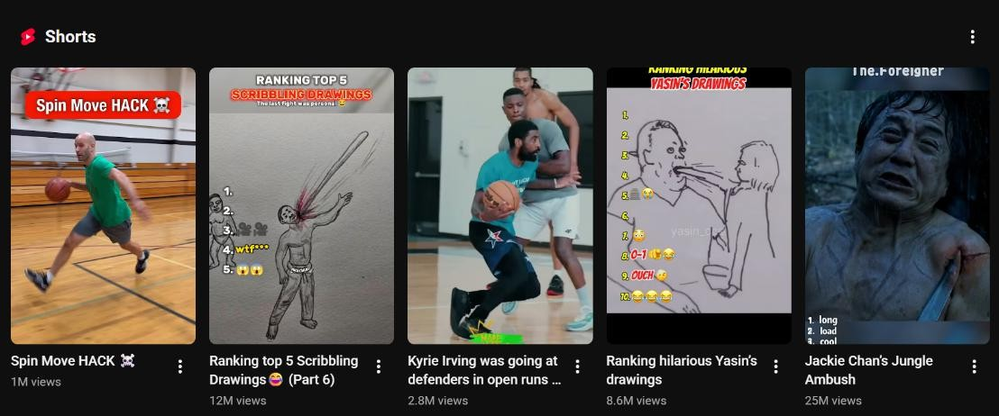 Shorts
Spin Move HACK ☠️
RANKING TOP 5
SCRIBBLING DRAWINGS
The last fight was personal 😂
1.
2.
3. 🎥🎥
4. wtf***
5. 😱😱
RANKING HILARIOUS
YASIN'S DRAWINGS
1.
2.
3.
4.
5. 🪦😢
6.
7. 😳
8. 0-1 🫵😂
9. OUCH 🤕
10. 😂😂😂
The.Foreigner
1. long
2. load
3. cool
Spin Move HACK ☠️
1M views
Ranking top 5 Scribbling
Drawings😂 (Part 6)
12M views
Kyrie Irving was going at
defenders in open runs ...
2.8M views
Ranking hilarious Yasin's
drawings
8.6M views
Jackie Chan's Jungle
Ambush
25M views